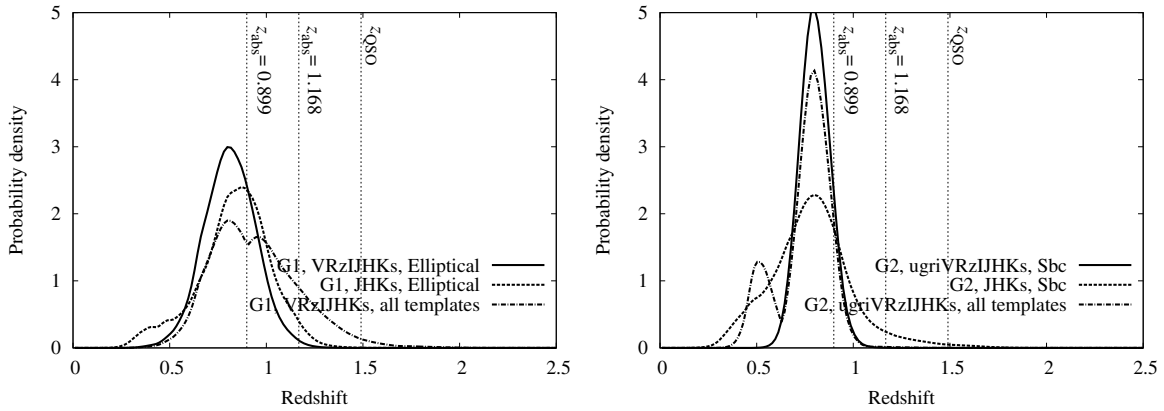 5
4
3
2
1
0
0
0.5
1
1.5
2
2.5
Probability density
Redshift
z_abs = 0.899
z_abs = 1.168
z_QSO
G1, VRzIJHKs, Elliptical
G1, JHKs, Elliptical
G1, VRzIJHKs, all templates
5
4
3
2
1
0
0
0.5
1
1.5
2
2.5
Probability density
Redshift
z_abs = 0.899
z_abs = 1.168
z_QSO
G2, ugriVRzIJHKs, Sbc
G2, JHKs, Sbc
G2, ugriVRzIJHKs, all templates